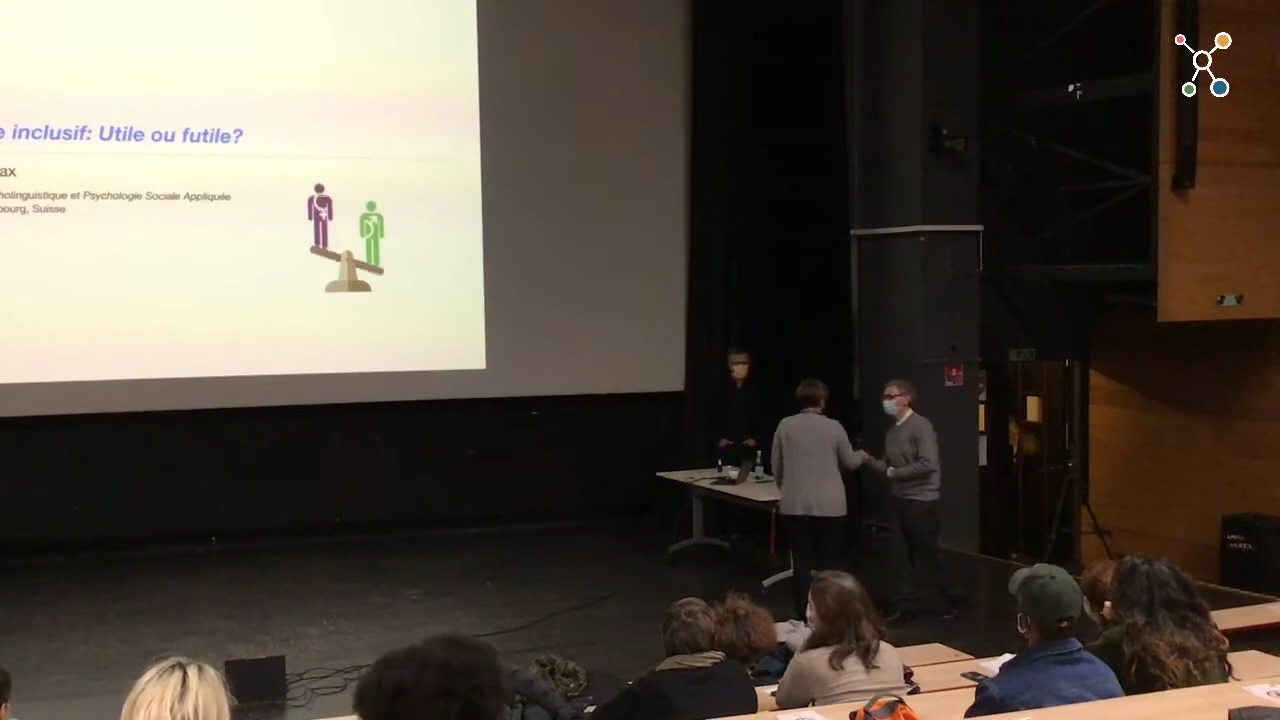 e inclusif: Utile ou futile?
ax
holinguistique et Psychologie Sociale Appliquée
bourg, Suisse